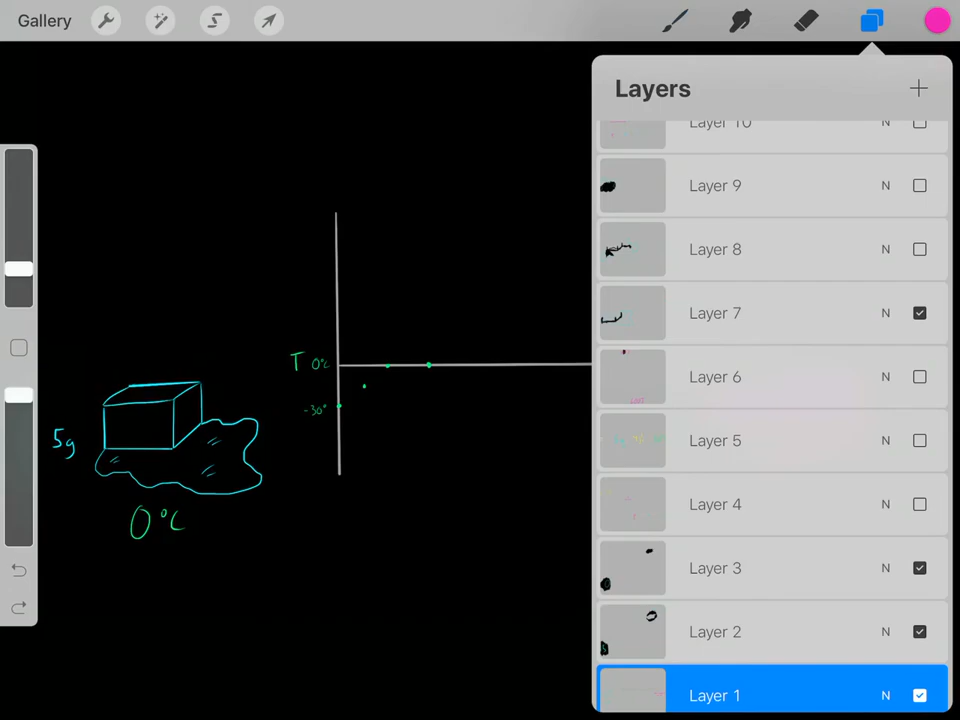 Gallery
Layers
Layer 10 N
Layer 9 N
Layer 8 N
Layer 7 N
Layer 6 N
Layer 5 N
Layer 4 N
Layer 3 N
Layer 2 N
Layer 1 N
T 0°C
-30°
5g
0°C